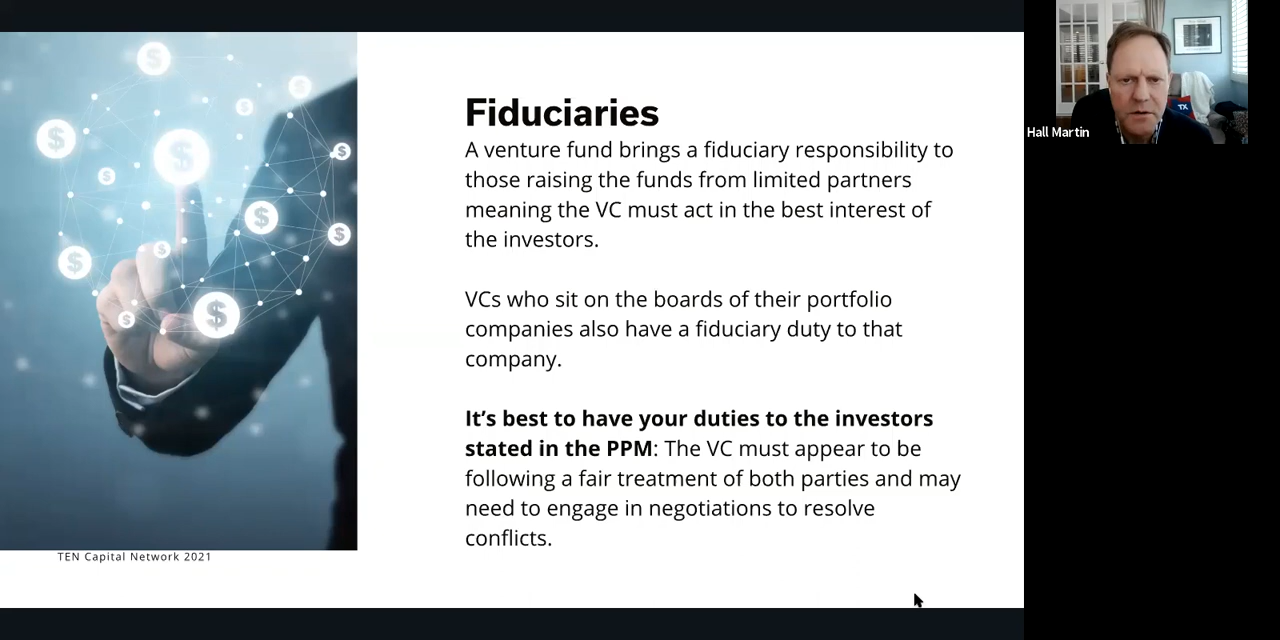 Fiduciaries
A venture fund brings a fiduciary responsibility to
those raising the funds from limited partners
meaning the VC must act in the best interest of
the investors.
VCs who sit on the boards of their portfolio
companies also have a fiduciary duty to that
company.
It’s best to have your duties to the investors
stated in the PPM: The VC must appear to be
following a fair treatment of both parties and may
need to engage in negotiations to resolve
conflicts.
TEN Capital Network 2021
Hall Martin
TX
$
$
$
$
$
$
$
$
$
$
$
$
$